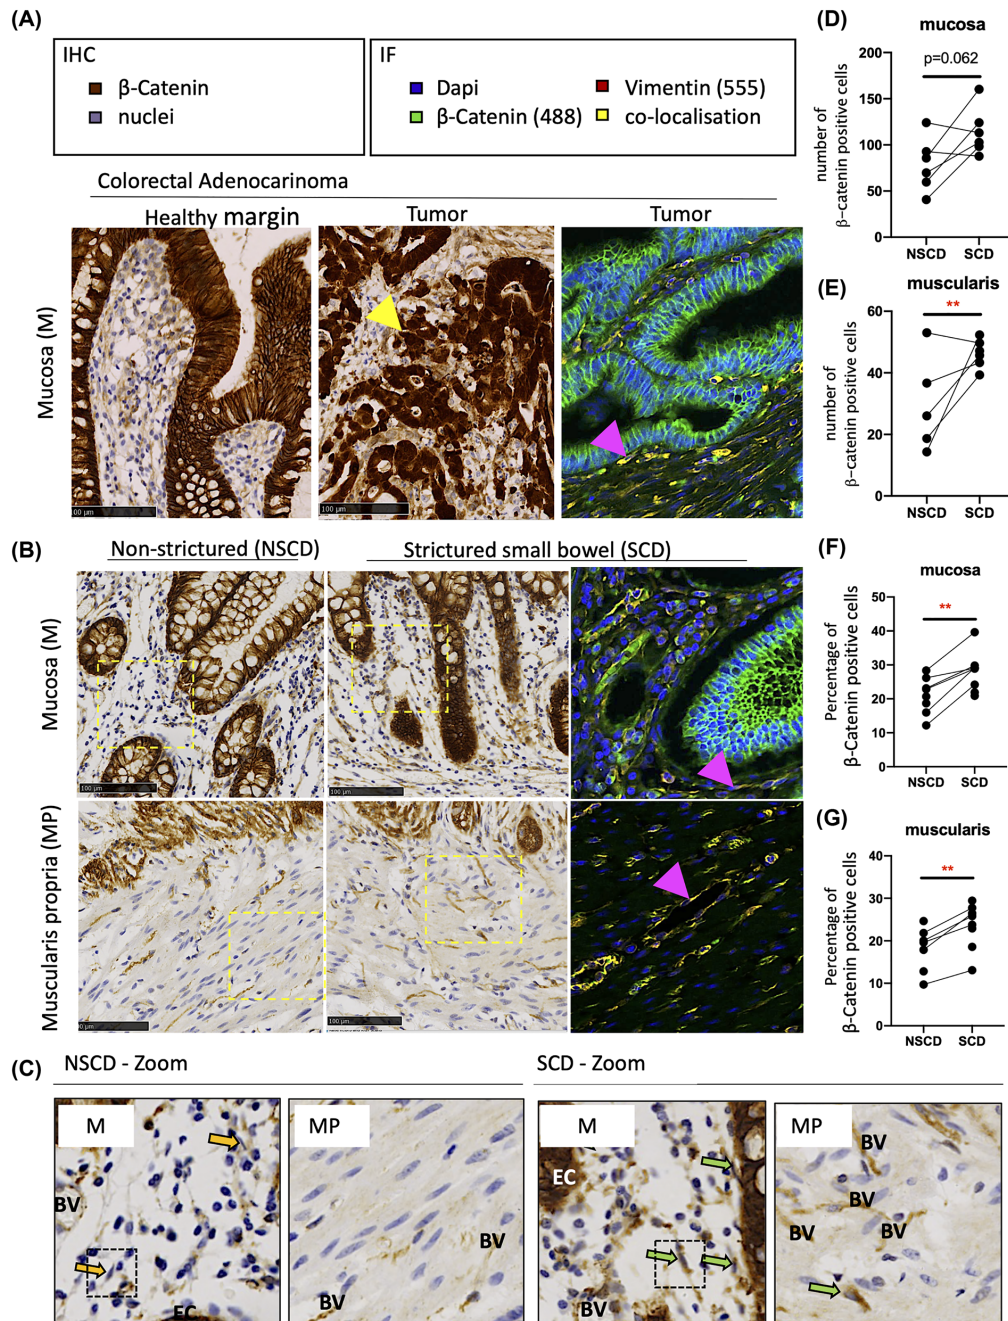 (A)
IHC
β-Catenin
nuclei
IF
Dapi
β-Catenin (488)
Vimentin (555)
co-localisation
Colorectal Adenocarinoma
Healthy margin
Tumor
Tumor
Mucosa (M)
100 µm
100 µm
(B)
Non-strictured (NSCD)
Strictured small bowel (SCD)
Mucosa (M)
100 µm
100 µm
Muscularis propria (MP)
00 µm
100 µm
(C)
NSCD - Zoom
SCD - Zoom
M
BV
EC
MP
BV
BV
M
EC
BV
MP
BV
BV
BV
BV
(D)
mucosa
p=0.062
number of
β-catenin positive cells
200
150
100
50
0
NSCD
SCD
(E)
muscularis
**
number of
β-catenin positive cells
60
40
20
0
NSCD
SCD
(F)
mucosa
**
Percentage of
β-Catenin positive cells
50
40
30
20
10
0
NSCD
SCD
(G)
muscularis
**
Percentage of
β-Catenin positive cells
40
30
20
10
0
NSCD
SCD